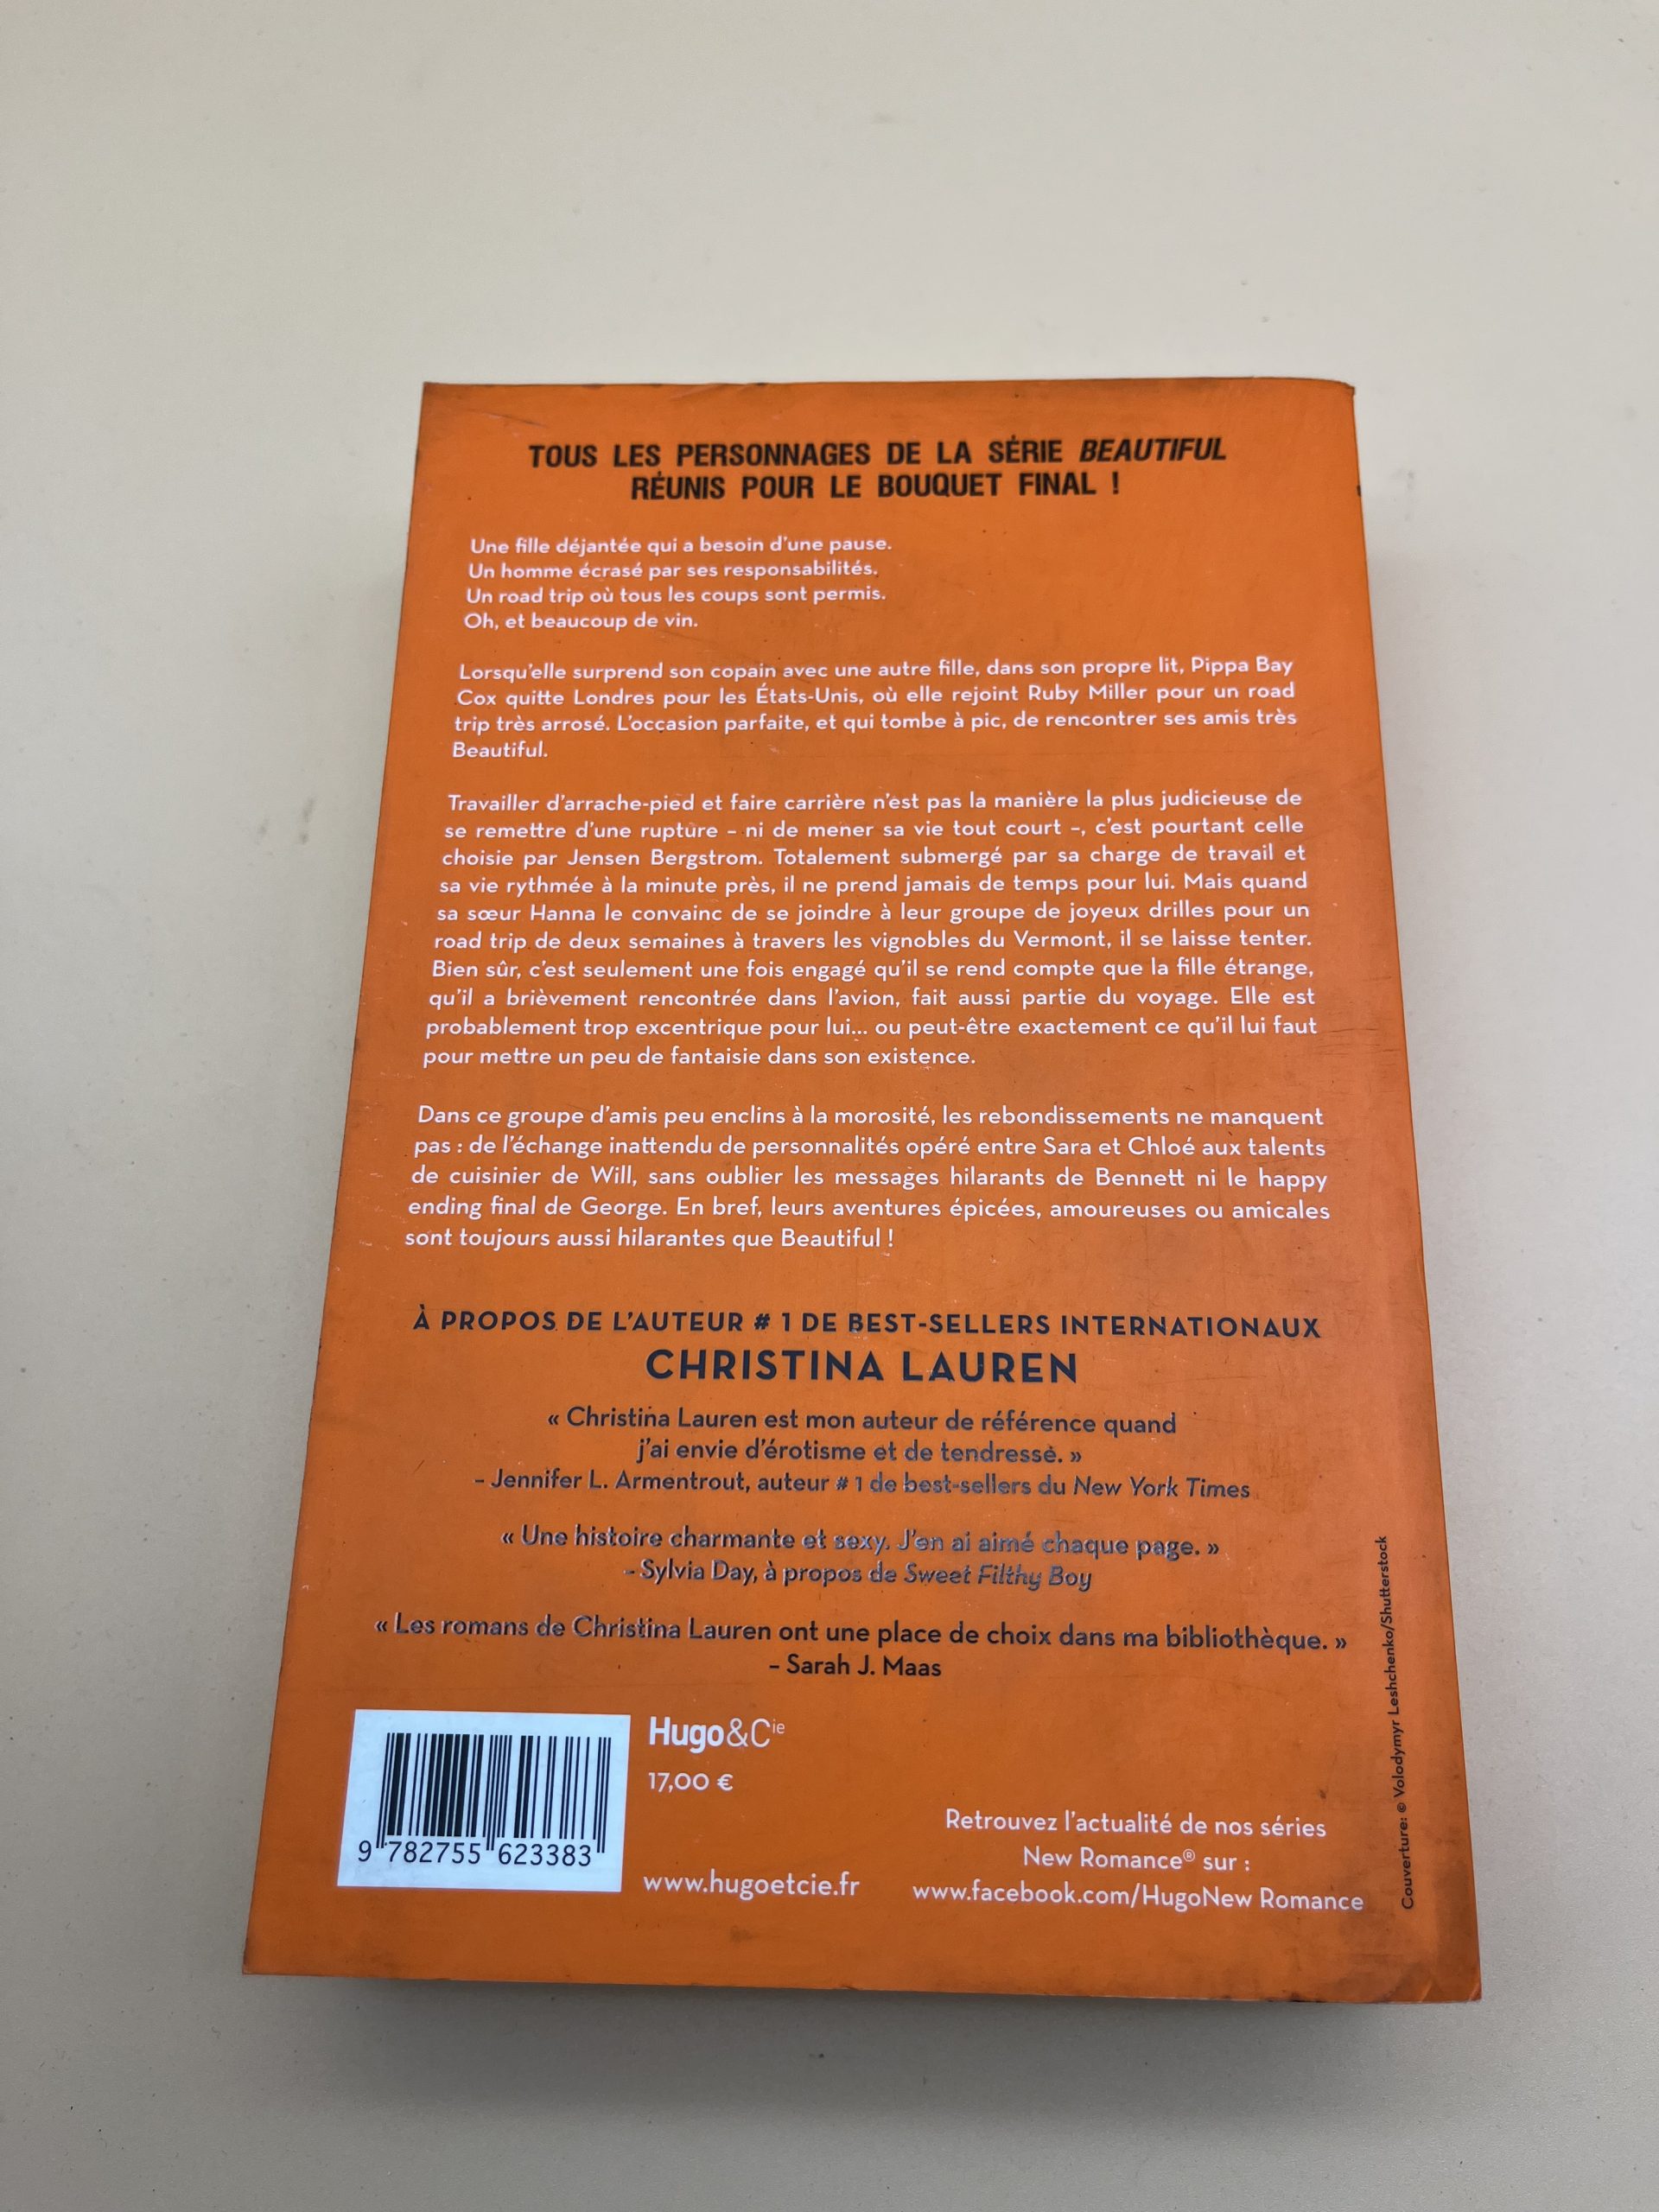 TOUS LES PERSONNAGES DE LA SÉRIE BEAUTIFUL
RÉUNIS POUR LE BOUQUET FINAL !
Une fille déjantée qui a besoin d'une pause.
Un homme écrasé par ses responsabilités.
Un road trip où tous les coups sont permis.
Oh, et beaucoup de vin.
Lorsqu'elle surprend son copain avec une autre fille, dans son propre lit, Pippa Bay
Cox quitte Londres pour les États-Unis, où elle rejoint Ruby Miller pour un road
trip très arrosé. L'occasion parfaite, et qui tombe à pic, de rencontrer ses amis très
Beautiful.
Travailler d'arrache-pied et faire carrière n'est pas la manière la plus judicieuse de
se remettre d'une rupture – ni de mener sa vie tout court –, c'est pourtant celle
choisie par Jensen Bergstrom. Totalement submergé par sa charge de travail et
sa vie rythmée à la minute près, il ne prend jamais de temps pour lui. Mais quand
sa sœur Hanna le convainc de se joindre à leur groupe de joyeux drilles pour un
road trip de deux semaines à travers les vignobles du Vermont, il se laisse tenter.
Bien sûr, c'est seulement une fois engagé qu'il se rend compte que la fille étrange,
qu'il a brièvement rencontrée dans l'avion, fait aussi partie du voyage. Elle est
probablement trop excentrique pour lui... ou peut-être exactement ce qu'il lui faut
pour mettre un peu de fantaisie dans son existence.
Dans ce groupe d'amis peu enclins à la morosité, les rebondissements ne manquent
pas : de l'échange inattendu de personnalités opéré entre Sara et Chloé aux talents
de cuisinier de Will, sans oublier les messages hilarants de Bennett ni le happy
ending final de George. En bref, leurs aventures épicées, amoureuses ou amicales
sont toujours aussi hilarantes que Beautiful !
À PROPOS DE L'AUTEUR # 1 DE BEST-SELLERS INTERNATIONAUX
CHRISTINA LAUREN
« Christina Lauren est mon auteur de référence quand
j'ai envie d'érotisme et de tendresse. »
– Jennifer L. Armentrout, auteur # 1 de best-sellers du New York Times
« Une histoire charmante et sexy. J'en ai aimé chaque page. »
– Sylvia Day, à propos de Sweet Filthy Boy
« Les romans de Christina Lauren ont une place de choix dans ma bibliothèque. »
– Sarah J. Maas
Hugo&Cie
17,00 €
9 782755 623383
www.hugoetcie.fr
Retrouvez l'actualité de nos séries
New Romance® sur :
www.facebook.com/HugoNew Romance
Couverture: © Volodymyr Leshchenko/Shutterstock